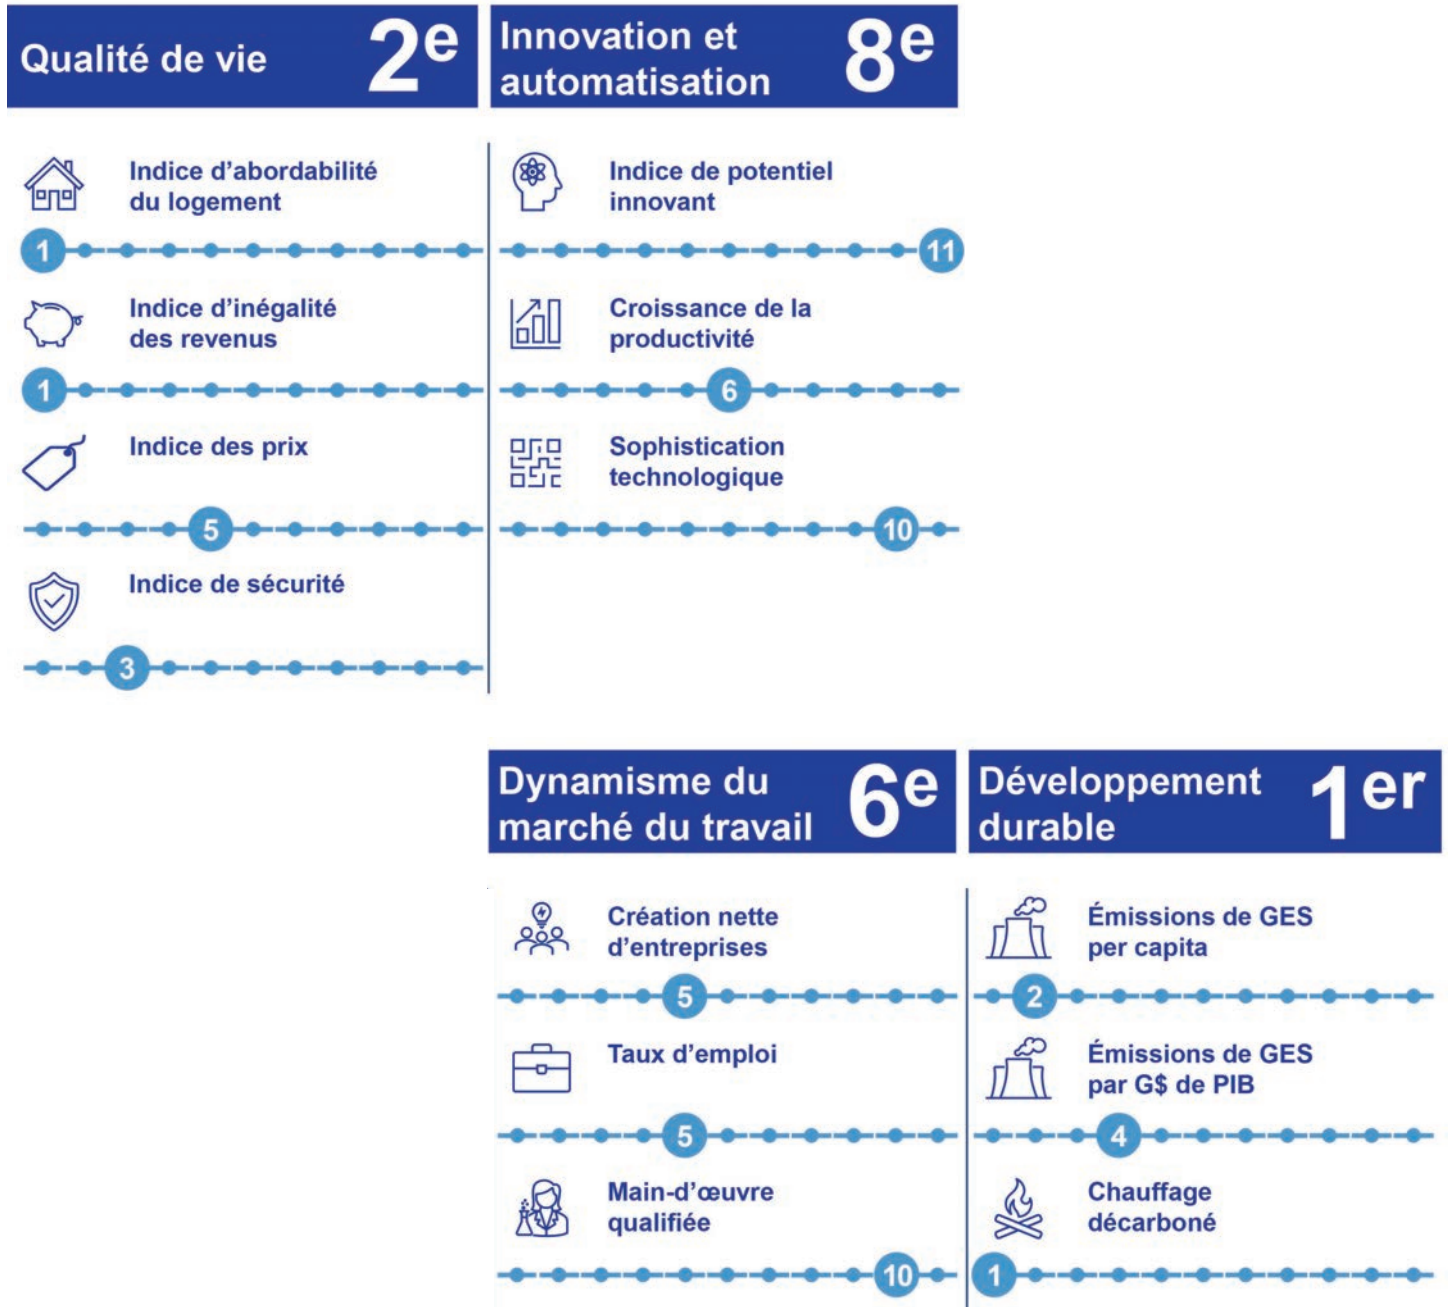 Qualité de vie 2e
Indice d’abordabilité
du logement
1
Indice d’inégalité
des revenus
1
Indice des prix
5
Indice de sécurité
3
Innovation et
automatisation 8e
Indice de potentiel
innovant
11
Croissance de la
productivité
6
Sophistication
technologique
10
Dynamisme du
marché du travail 6e
Création nette
d’entreprises
5
Taux d’emploi
5
Main-d’œuvre
qualifiée
10
Développement
durable 1er
Émissions de GES
per capita
2
Émissions de GES
par G$ de PIB
4
Chauffage
décarboné
1